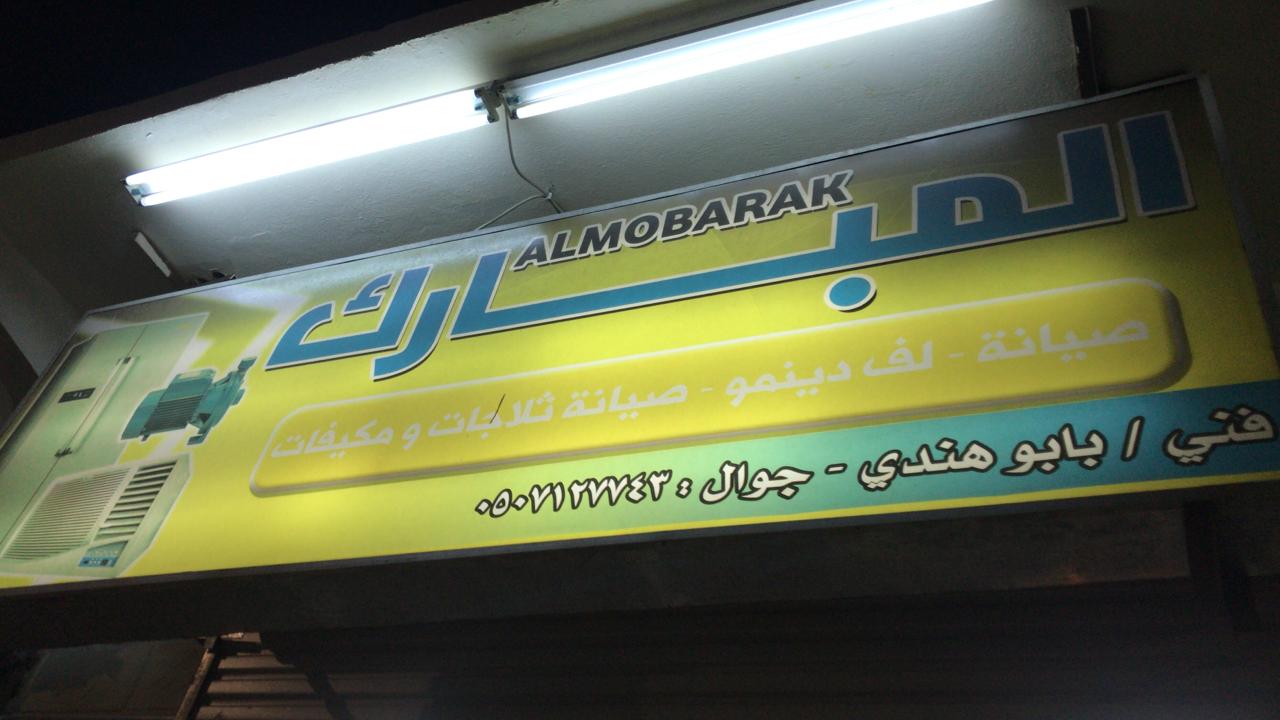 ALMOBARAK
المبارك
صيانة - لف دينمو - صيانة ثلاجات و مكيفات
فني / بابو هندي - جوال : ٠٥٠٧١٢٧٧٤٣